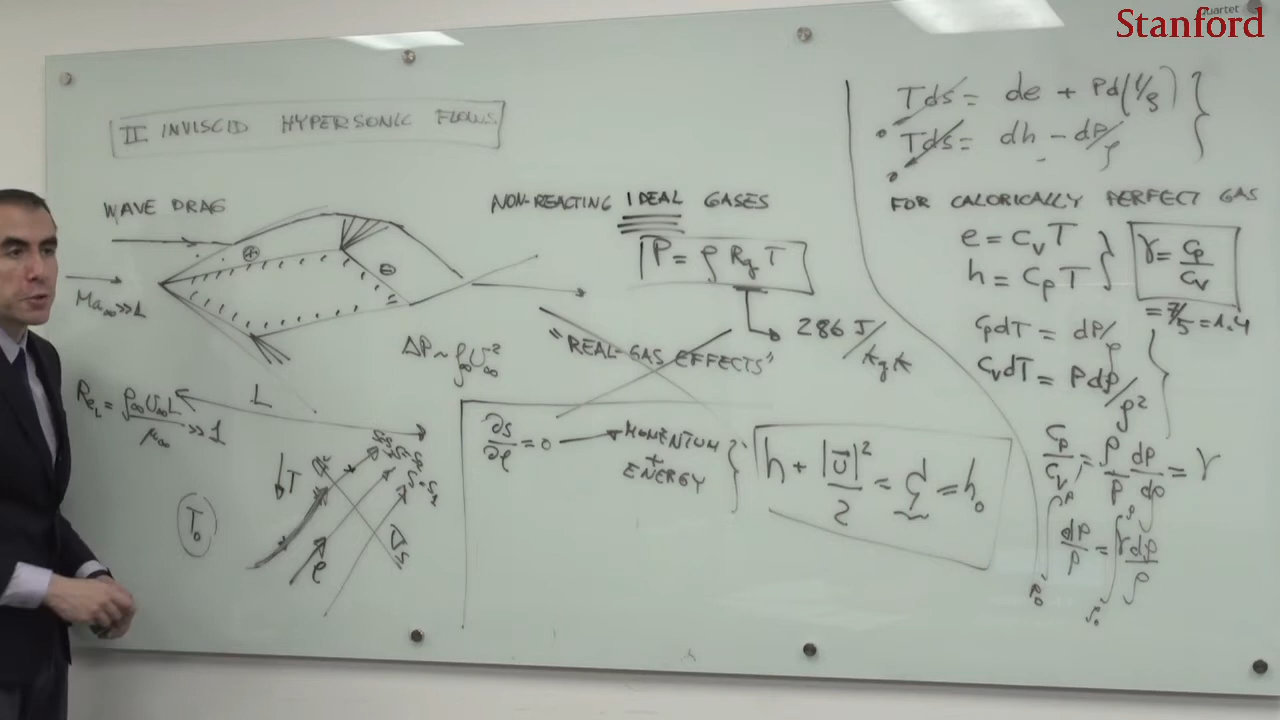 Stanford
Quartet
II INVISCID HYPERSONIC FLOWS
WAVE DRAG
⊕
⊖
Ma∞>>1
Re_L = ρ∞U∞L/μ∞ >>1
L
ΔP~ρ∞U∞²
T₀
∇T
ℓ
∇s
NON-REACTING IDEAL GASES
P = ρ Rg T
286 J/kgK
"REAL-GAS EFFECTS"
∂s/∂ℓ = 0
MOMENTUM
+
ENERGY
h + |U|²/2 = ɕ = h₀
Tds = de + Pd(1/ρ)
Tds = dh - dP/ρ
FOR CALORICALLY PERFECT GAS
e = CvT
h = CpT
γ = Cp/Cv
= 7/5 = 1.4
CpdT = dP/ρ
CvdT = Pdρ/ρ²
Cp/Cv = ρ/P dP/dρ = γ
∫ dP/P = ∫ γdρ/ρ